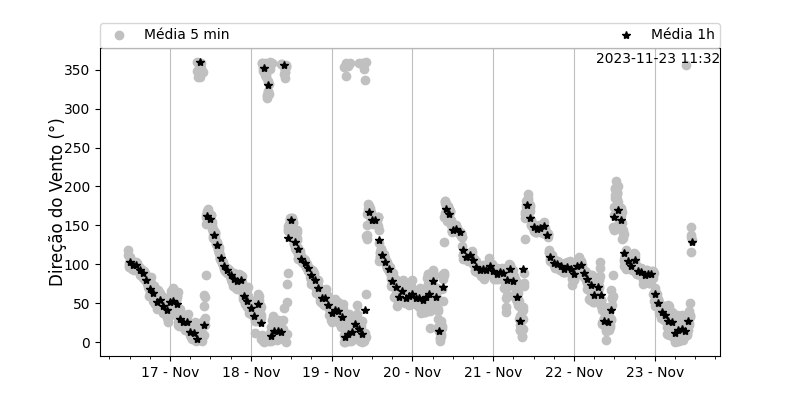 Média 5 min
Média 1h
2023-11-23 11:32
Direção do Vento (°)
350
300
250
200
150
100
50
0
17 - Nov
18 - Nov
19 - Nov
20 - Nov
21 - Nov
22 - Nov
23 - Nov